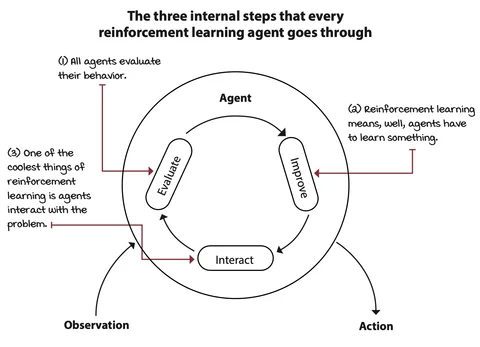 The three internal steps that every
reinforcement learning agent goes through
(1) All agents evaluate
their behavior.
Agent
(2) Reinforcement learning
means, well, agents have
to learn something.
(3) One of the
coolest things of
reinforcement
learning is agents
interact with the
problem.
Evaluate
Improve
Interact
Observation
Action